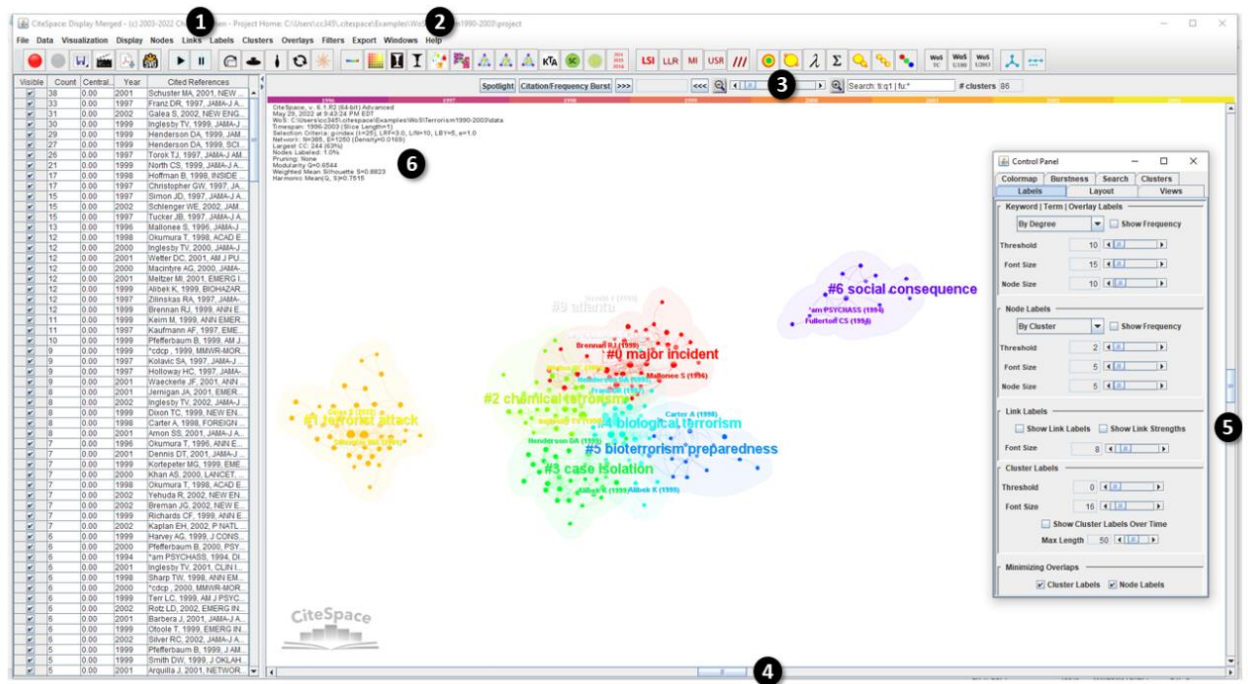 CiteSpace: Display Merged - (c) 2003-2022 - Project Home: C:\Users\cc345\.citespace\Examples\
1
2
File Data Visualization Display Nodes Links Labels Clusters Overlays Filters Export Windows Help
KfA SC LSI LLR MI USR /// λ Σ WoS TC WoS U180 WoS U2013
Visible Count Central... Year Cited References
Spotlight Citation/Frequency Burst >>> <<< 3 Search: ti:q1 | fu:* # clusters 86
1996 1997 1998 1999 2000
38 0.00 2001 Schuster MA, 2001, NEW ...
33 0.00 1997 Franz DR, 1997, JAMA-J A...
31 0.00 2002 Galea S, 2002, NEW ENG...
30 0.00 1999 Inglesby TV, 1999, JAMA-...
29 0.00 1999 Henderson DA, 1999, JAM...
27 0.00 1999 Henderson DA, 1999, SCI...
26 0.00 1997 Torok TJ, 1997, JAMA-J AM...
21 0.00 1999 North CS, 1999, JAMA-J A...
17 0.00 1998 Hoffman B, 1998, INSIDE ...
17 0.00 1997 Christopher GW, 1997, JA...
15 0.00 1997 Simon JD, 1997, JAMA-J A...
15 0.00 2002 Schlenger WE, 2002, JAM...
15 0.00 1997 Tucker JB, 1997, JAMA-J A...
13 0.00 1996 Mallonee S, 1996, JAMA-J ...
12 0.00 1998 Okumura T, 1998, ACAD E...
12 0.00 2000 Inglesby TV, 2000, JAMA-J...
12 0.00 2001 Wetter DC, 2001, AM J PU...
12 0.00 2000 Macintyre AG, 2000, JAMA-...
12 0.00 2001 Meltzer MI, 2001, EMERG I...
12 0.00 1999 Alibek K, 1999, BIOHAZAR...
12 0.00 1997 Zilinskas RA, 1997, JAMA-...
12 0.00 1999 Brennan RJ, 1999, ANN E...
11 0.00 1999 Keim M, 1999, ANN EMER...
11 0.00 1997 Kaufmann AF, 1997, EME...
10 0.00 1999 Pfefferbaum B, 1999, AM J...
9 0.00 1999 *cdcp , 1999, MMWR-MOR...
9 0.00 1997 Kolavic SA, 1997, JAMA-J ...
9 0.00 1997 Holloway HC, 1997, JAMA-...
9 0.00 2001 Waeckerle JF, 2001, ANN ...
8 0.00 2001 Jernigan JA, 2001, EMER...
8 0.00 2002 Inglesby TV, 2002, JAMA-J...
8 0.00 1999 Dixon TC, 1999, NEW EN...
8 0.00 1998 Carter A, 1998, FOREIGN ...
8 0.00 2001 Arnon SS, 2001, JAMA-J A...
7 0.00 1996 Okumura T, 1996, ANN E...
7 0.00 2001 Dennis DT, 2001, JAMA-J ...
7 0.00 1999 Kortepeter MG, 1999, EME...
7 0.00 2000 Khan AS, 2000, LANCET, ...
7 0.00 1998 Okumura T, 1998, ACAD E...
7 0.00 2002 Yehuda R, 2002, NEW EN...
7 0.00 2002 Breman JG, 2002, NEW E...
7 0.00 1999 Richards CF, 1999, ANN E...
7 0.00 2002 Kaplan EH, 2002, P NATL ...
6 0.00 1999 Harvey AG, 1999, J CONS...
6 0.00 2000 Pfefferbaum B, 2000, PSY...
6 0.00 1994 *am PSYCHASS, 1994, DI...
6 0.00 2001 Inglesby TV, 2001, CLIN I...
6 0.00 1998 Sharp TW, 1998, ANN EM...
6 0.00 2000 *cdcp , 2000, MMWR-MOR...
6 0.00 1999 Terr LC, 1999, AM J PSYC...
6 0.00 2002 Rotz LD, 2002, EMERG IN...
6 0.00 2001 Barbera J, 2001, JAMA-J...
6 0.00 1999 Otoole T, 1999, EMERG IN...
6 0.00 2002 Silver RC, 2002, JAMA-J A...
5 0.00 1999 Pfefferbaum B, 1999, J AM...
5 0.00 1999 Smith DW, 1999, J OKLAH...
5 0.00 2001 Arquilla J, 2001, NETWOR...
CiteSpace, v. 6.1.R2 (64-bit) Advanced
May 29, 2022 at 9:43:24 PM EDT
WoS: C:\Users\cc345\.citespace\Examples\WoS\Terrorism1990-2003\data
Timespan: 1996-2003 (Slice Length=1)
Selection Criteria: g-index (k=25), LRF=3.0, L/N=10, LBY=5, e=1.0
Network: N=385, E=1250 (Density=0.0169)
Largest CC: 244 (63%)
Nodes Labeled: 1.0%
Pruning: None
Modularity Q=0.6544
Weighted Mean Silhouette S=0.8823
Harmonic Mean(Q, S)=0.7515
6
#6 social consequence
*am PSYCHASS (1994)
Fullerton CS (1996)
Brennan RJ (1999)
#0 major incident
Mallonee S (1996)
#2 chemical terrorism
Carter A (1998)
#1 terrorist attack
#4 biological terrorism
Henderson DA (1999)
#5 bioterrorism preparedness
#3 case isolation
Alibek K (1999)
CiteSpace
4
Control Panel
Colormap Burstness Search Clusters
Labels Layout Views
Keyword | Term | Overlay Labels
By Degree Show Frequency
Threshold 10
Font Size 15
Node Size 10
Node Labels
By Cluster Show Frequency
Threshold 2
Font Size 5
Node Size 5
Link Labels
Show Link Labels Show Link Strengths
5
Font Size 8
Cluster Labels
Threshold 0
Font Size 16
Show Cluster Labels Over Time
Max Length 50
Minimizing Overlaps
Cluster Labels Node Labels